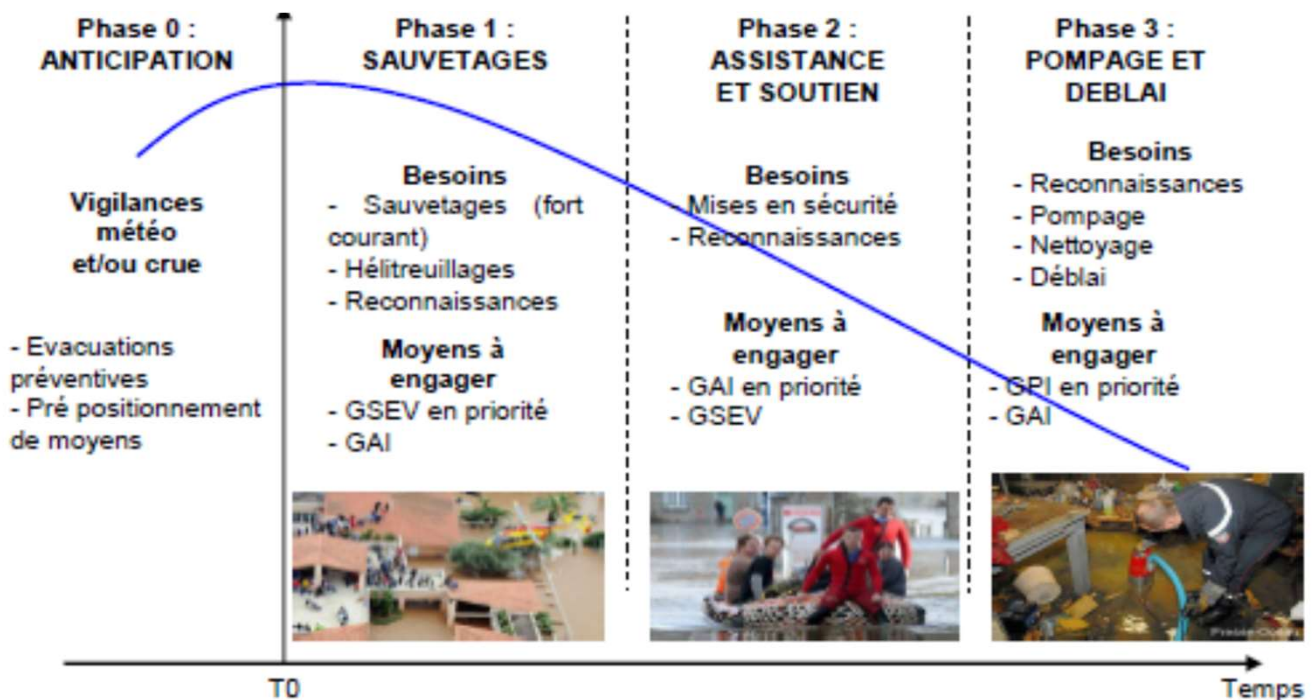 Phase 0 :
ANTICIPATION
Vigilances
météo
et/ou crue
- Evacuations
préventives
- Pré positionnement
de moyens
Phase 1 :
SAUVETAGES
Besoins
- Sauvetages (fort
courant)
- Hélitreuillages
- Reconnaissances
Moyens à
engager
- GSEV en priorité
- GAI
Phase 2 :
ASSISTANCE
ET SOUTIEN
Besoins
- Mises en sécurité
- Reconnaissances
Moyens à
engager
- GAI en priorité
- GSEV
Phase 3 :
POMPAGE ET
DEBLAI
Besoins
- Reconnaissances
- Pompage
- Nettoyage
- Déblai
Moyens à
engager
- GPI en priorité
- GAI
T0
Temps